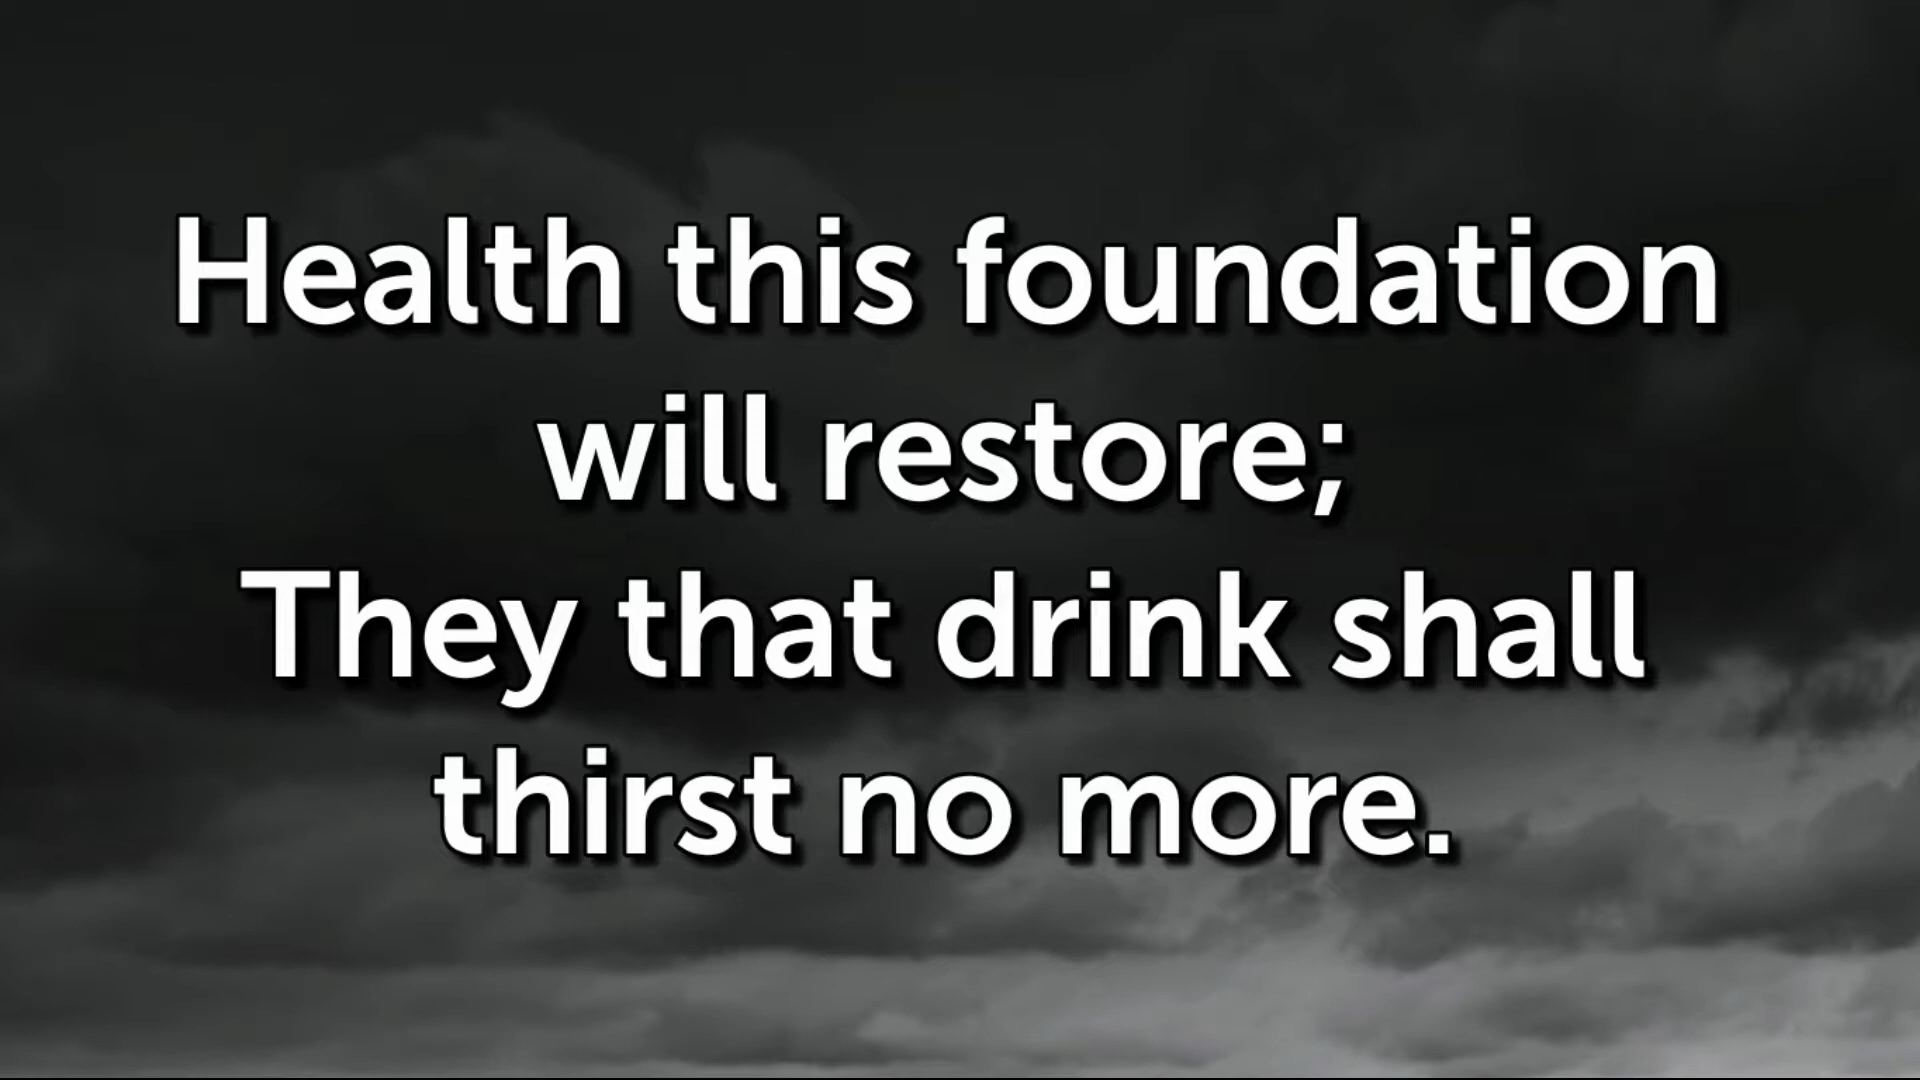 Health this foundation
will restore;
They that drink shall
thirst no more.